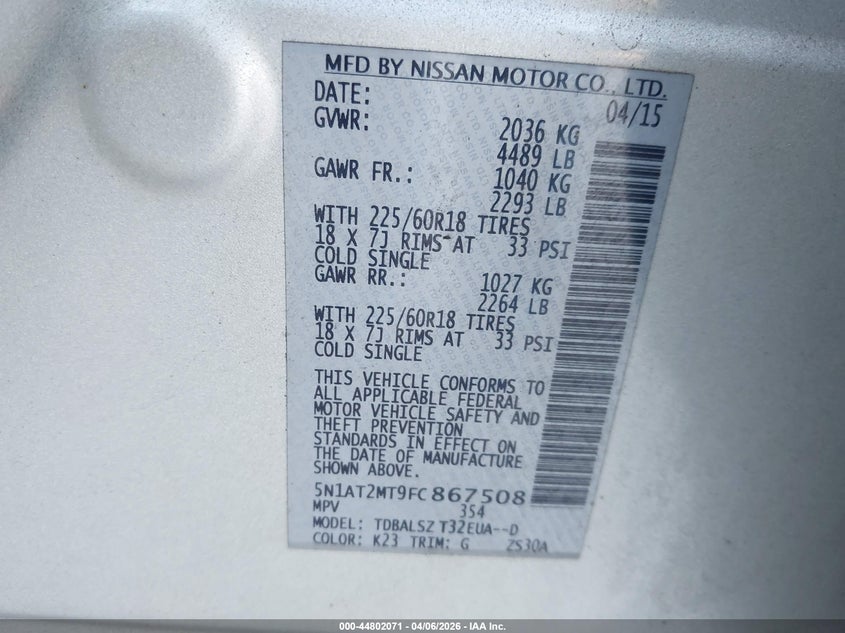 MFD BY NISSAN MOTOR CO., LTD.
DATE: 04/15
GVWR: 2036 KG
4489 LB
GAWR FR.: 1040 KG
2293 LB
WITH 225/60R18 TIRES
18 X 7J RIMS AT 33 PSI
COLD SINGLE
GAWR RR.: 1027 KG
2264 LB
WITH 225/60R18 TIRES
18 X 7J RIMS AT 33 PSI
COLD SINGLE
THIS VEHICLE CONFORMS TO
ALL APPLICABLE FEDERAL
MOTOR VEHICLE SAFETY AND
THEFT PREVENTION
STANDARDS IN EFFECT ON
THE DATE OF MANUFACTURE
SHOWN ABOVE.
5N1AT2MT9FC867508
MPV 354
MODEL: TDBALSZ T32EUA--D
COLOR: K23 TRIM: G ZS30A
000-44802071 - 04/06/2026 - IAA Inc.